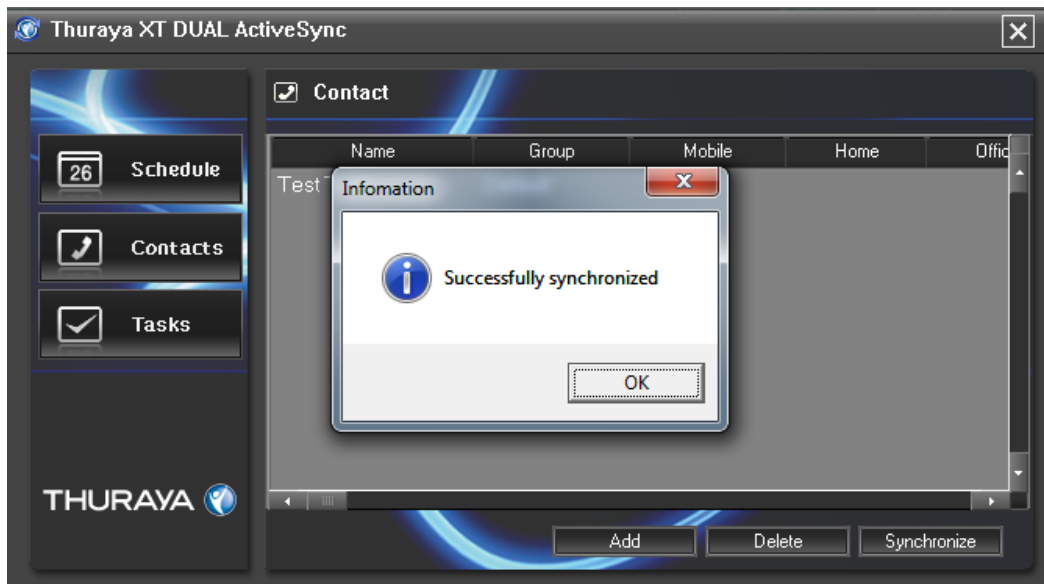 Thuraya XT DUAL ActiveSync
Contact
26 Schedule
Contacts
Tasks
THURAYA
Name Group Mobile Home Offic
Test
Infomation
Successfully synchronized
OK
Add Delete Synchronize